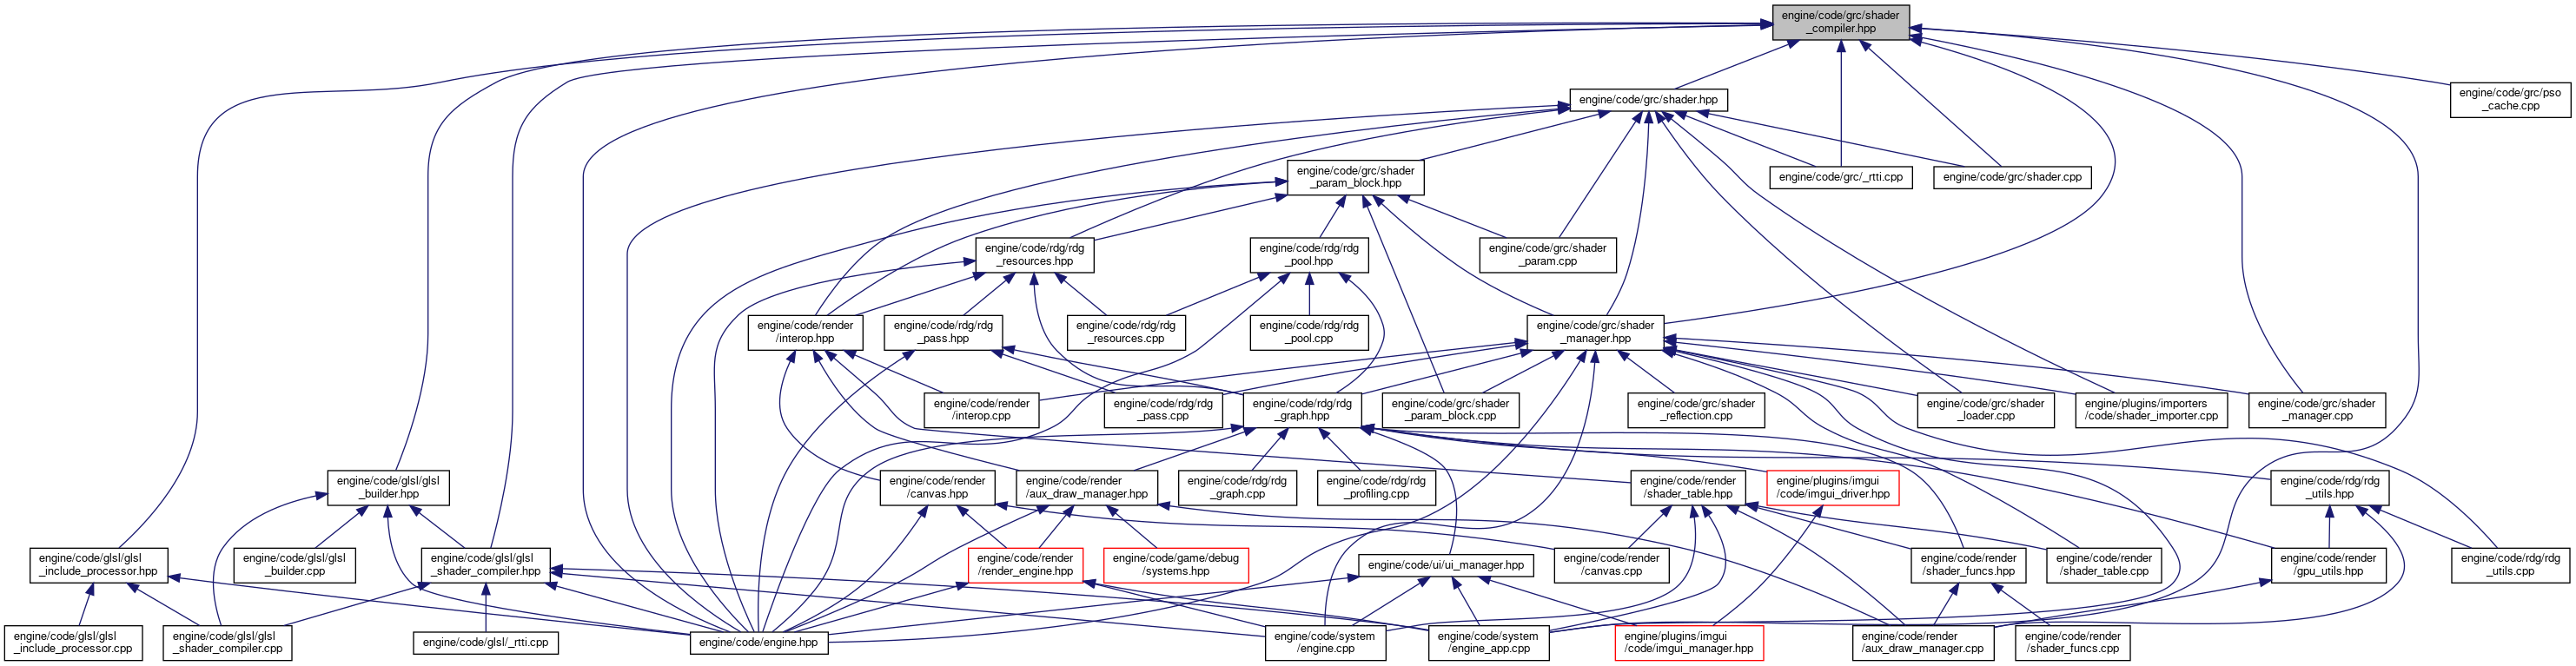 engine/code/grc/shader
_compiler.hpp
engine/code/grc/pso
_cache.cpp
engine/code/grc/shader.hpp
engine/code/grc/shader
_param_block.hpp
engine/code/grc/_rtti.cpp
engine/code/grc/shader.cpp
engine/code/rdg/rdg
_resources.hpp
engine/code/rdg/rdg
_pool.hpp
engine/code/grc/shader
_param.cpp
engine/code/render
/interop.hpp
engine/code/rdg/rdg
_pass.hpp
engine/code/rdg/rdg
_resources.cpp
engine/code/rdg/rdg
_pool.cpp
engine/code/grc/shader
_manager.hpp
engine/code/render
/interop.cpp
engine/code/rdg/rdg
_pass.cpp
engine/code/rdg/rdg
_graph.hpp
engine/code/grc/shader
_param_block.cpp
engine/code/grc/shader
_reflection.cpp
engine/code/grc/shader
_loader.cpp
engine/plugins/importers
/code/shader_importer.cpp
engine/code/grc/shader
_manager.cpp
engine/code/glsl/glsl
_builder.hpp
engine/code/render
/canvas.hpp
engine/code/render
/aux_draw_manager.hpp
engine/code/rdg/rdg
_graph.cpp
engine/code/rdg/rdg
_profiling.cpp
engine/code/render
/shader_table.hpp
engine/plugins/imgui
/code/imgui_driver.hpp
engine/code/rdg/rdg
_utils.hpp
engine/code/glsl/glsl
_include_processor.hpp
engine/code/glsl/glsl
_builder.cpp
engine/code/glsl/glsl
_shader_compiler.hpp
engine/code/render
/render_engine.hpp
engine/code/game/debug
/systems.hpp
engine/code/ui/ui_manager.hpp
engine/code/render
/canvas.cpp
engine/code/render
/shader_funcs.hpp
engine/code/render
/shader_table.cpp
engine/code/render
/gpu_utils.hpp
engine/code/rdg/rdg
_utils.cpp
engine/code/glsl/glsl
_include_processor.cpp
engine/code/glsl/glsl
_shader_compiler.cpp
engine/code/glsl/_rtti.cpp
engine/code/engine.hpp
engine/code/system
/engine.cpp
engine/code/system
/engine_app.cpp
engine/plugins/imgui
/code/imgui_manager.hpp
engine/code/render
/aux_draw_manager.cpp
engine/code/render
/shader_funcs.cpp